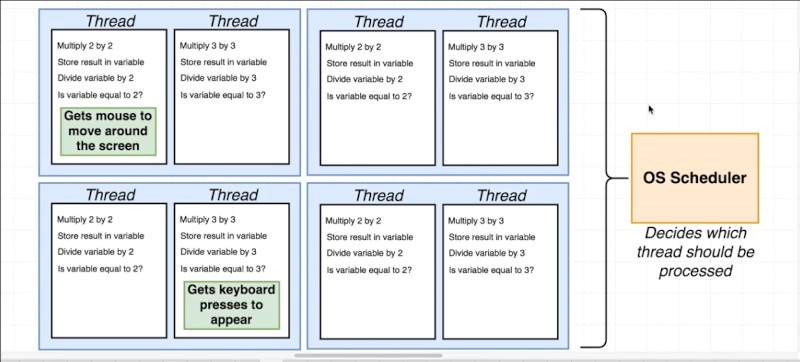 Thread
Thread
Thread
Thread
Multiply 2 by 2
Store result in variable
Divide variable by 2
Is variable equal to 2?
Gets mouse to
move around
the screen
Multiply 3 by 3
Store result in variable
Divide variable by 3
Is variable equal to 3?
Multiply 2 by 2
Store result in variable
Divide variable by 2
Is variable equal to 2?
Multiply 3 by 3
Store result in variable
Divide variable by 3
Is variable equal to 3?
Thread
Thread
Thread
Thread
Multiply 2 by 2
Store result in variable
Divide variable by 2
Is variable equal to 2?
Multiply 3 by 3
Store result in variable
Divide variable by 3
Is variable equal to 3?
Gets keyboard
presses to
appear
Multiply 2 by 2
Store result in variable
Divide variable by 2
Is variable equal to 2?
Multiply 3 by 3
Store result in variable
Divide variable by 3
Is variable equal to 3?
OS Scheduler
Decides which
thread should be
processed